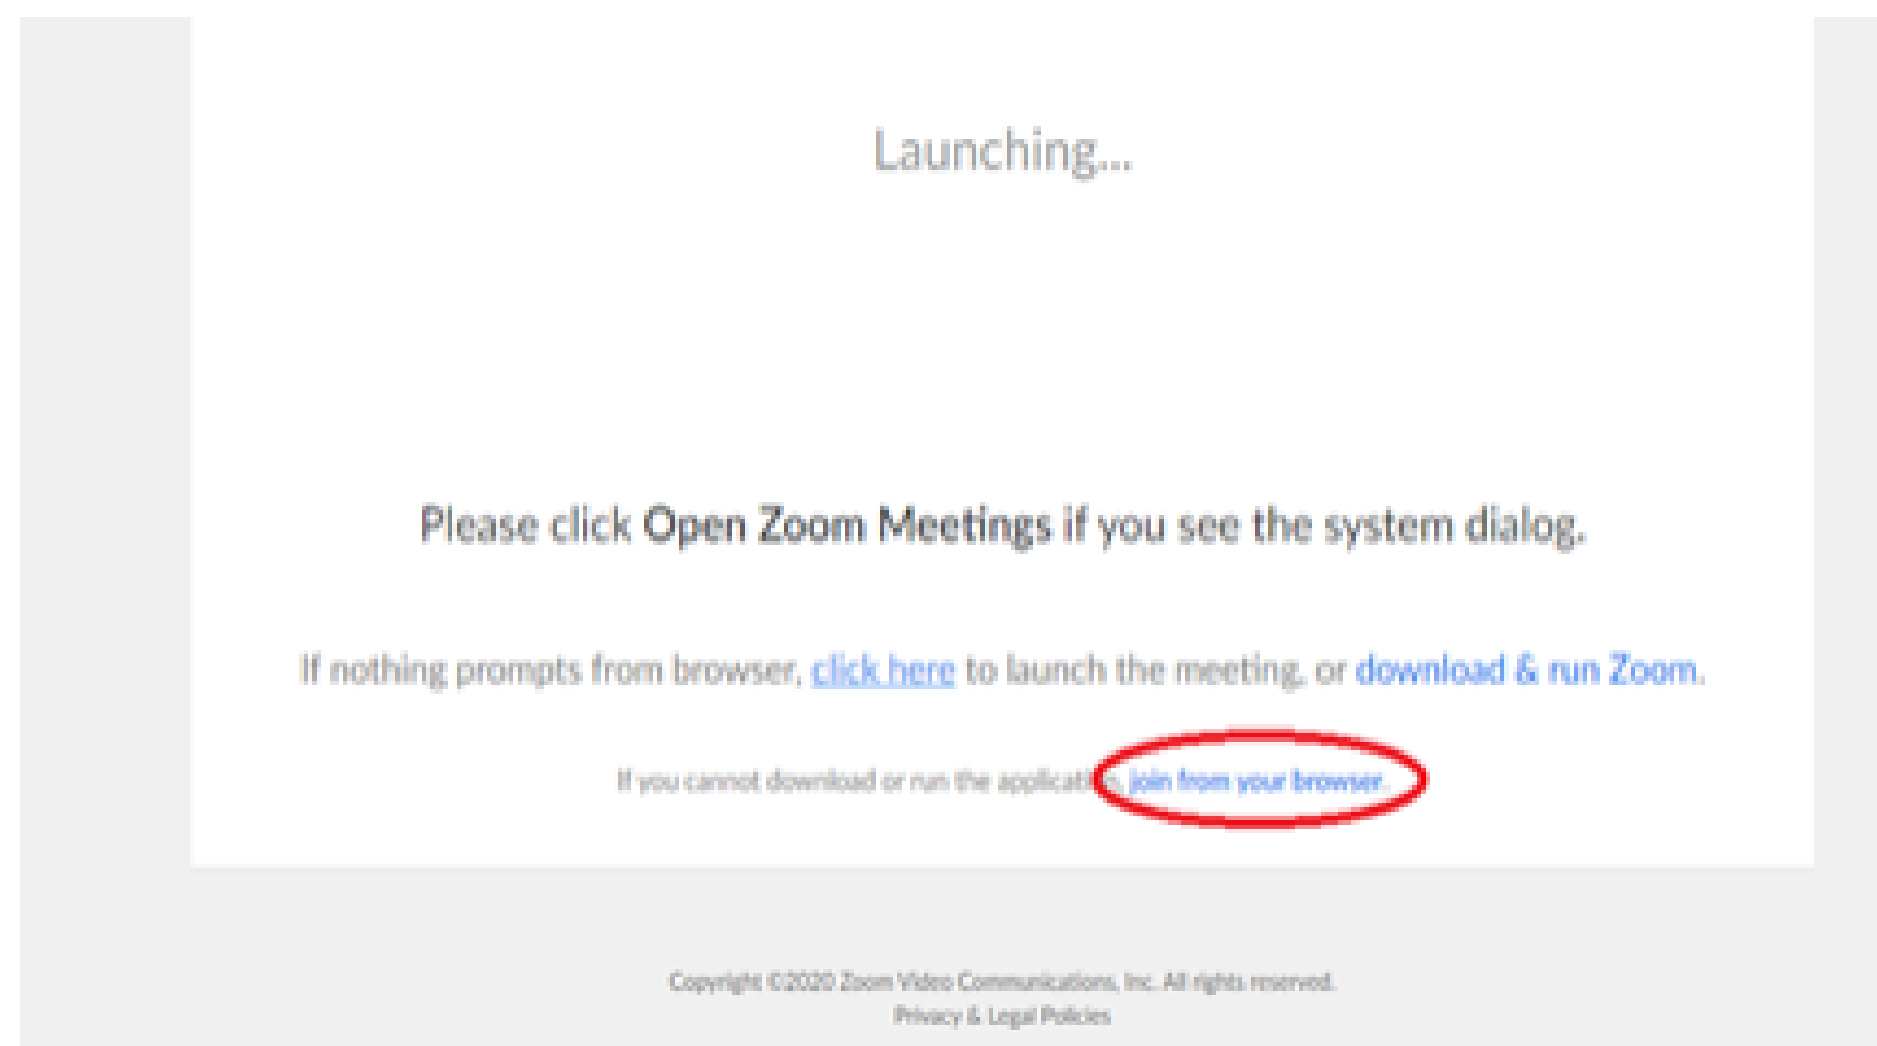 Launching...
Please click Open Zoom Meetings if you see the system dialog.
If nothing prompts from browser, click here to launch the meeting, or download & run Zoom.
If you cannot download or run the application, join from your browser.
Copyright ©2020 Zoom Video Communications, Inc. All rights reserved.
Privacy & Legal Policies